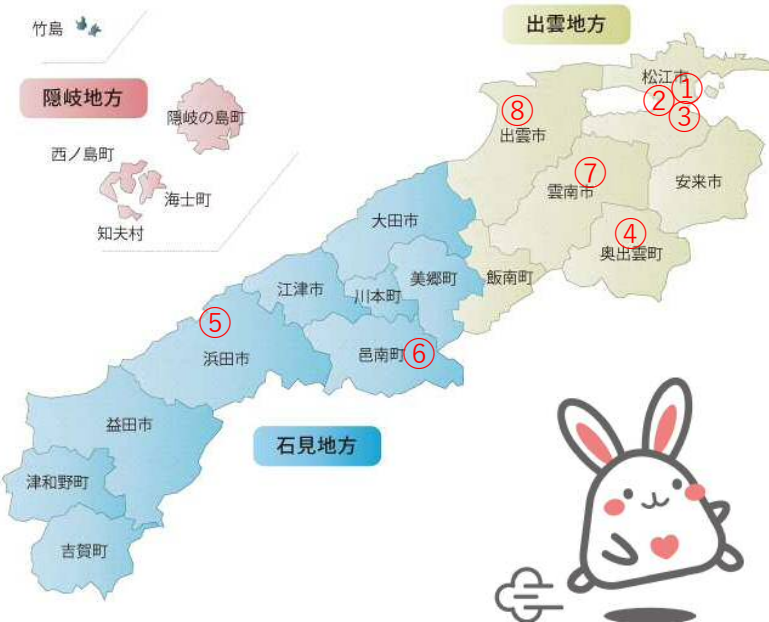 竹島
出雲地方
松江市
①
②
③
隠岐地方
隠岐の島町
⑧
出雲市
西ノ島町
海士町
知夫村
⑦
雲南市
安来市
大田市
④
奥出雲町
美郷町
飯南町
江津市
川本町
⑤
浜田市
邑南町⑥
益田市
石見地方
津和野町
吉賀町